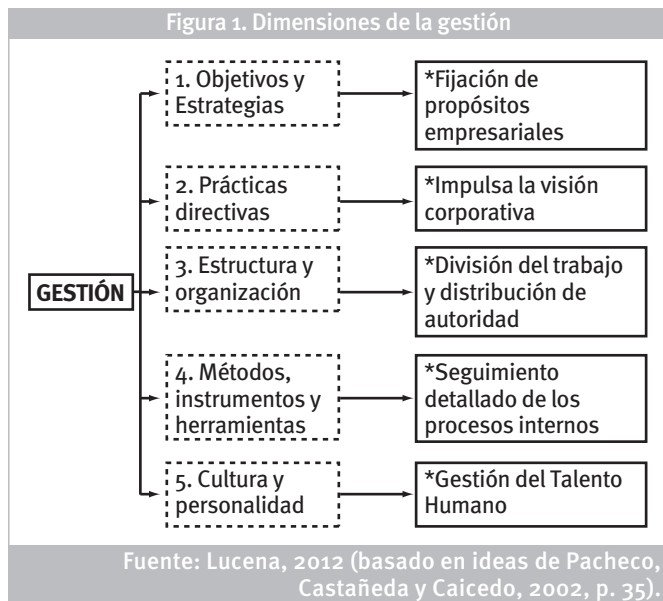 Figura 1. Dimensiones de la gestión
1. Objetivos y
Estrategias
*Fijación de
propósitos
empresariales
2. Prácticas
directivas
*Impulsa la visión
corporativa
GESTIÓN
3. Estructura y
organización
*División del trabajo
y distribución de
autoridad
4. Métodos,
instrumentos y
herramientas
*Seguimiento
detallado de los
procesos internos
5. Cultura y
personalidad
*Gestión del Talento
Humano
Fuente: Lucena, 2012 (basado en ideas de Pacheco,
Castañeda y Caicedo, 2002, p. 35).